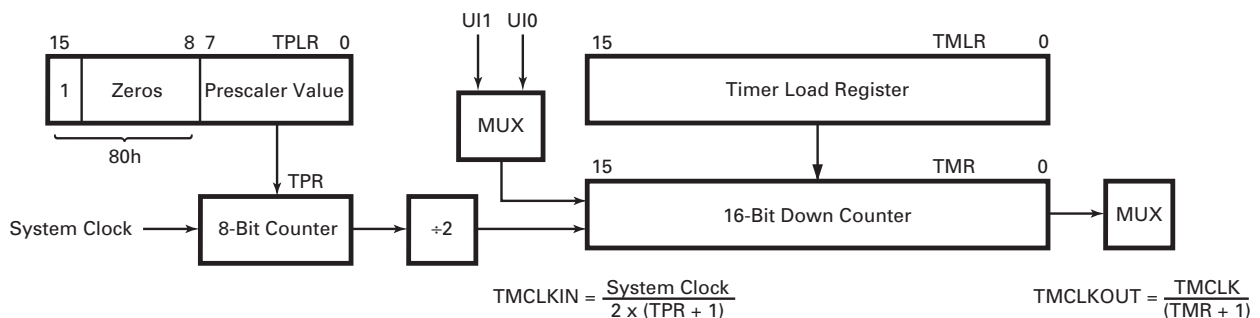 UI1 UI0
15 8 7 TPLR 0
15 TMLR 0
1 Zeros Prescaler Value
MUX
Timer Load Register
80h
15 TMR 0
TPR
System Clock
8-Bit Counter
÷2
16-Bit Down Counter
MUX
TMCLKIN = System Clock
2 x (TPR + 1)
TMCLKOUT = TMCLK
(TMR + 1)